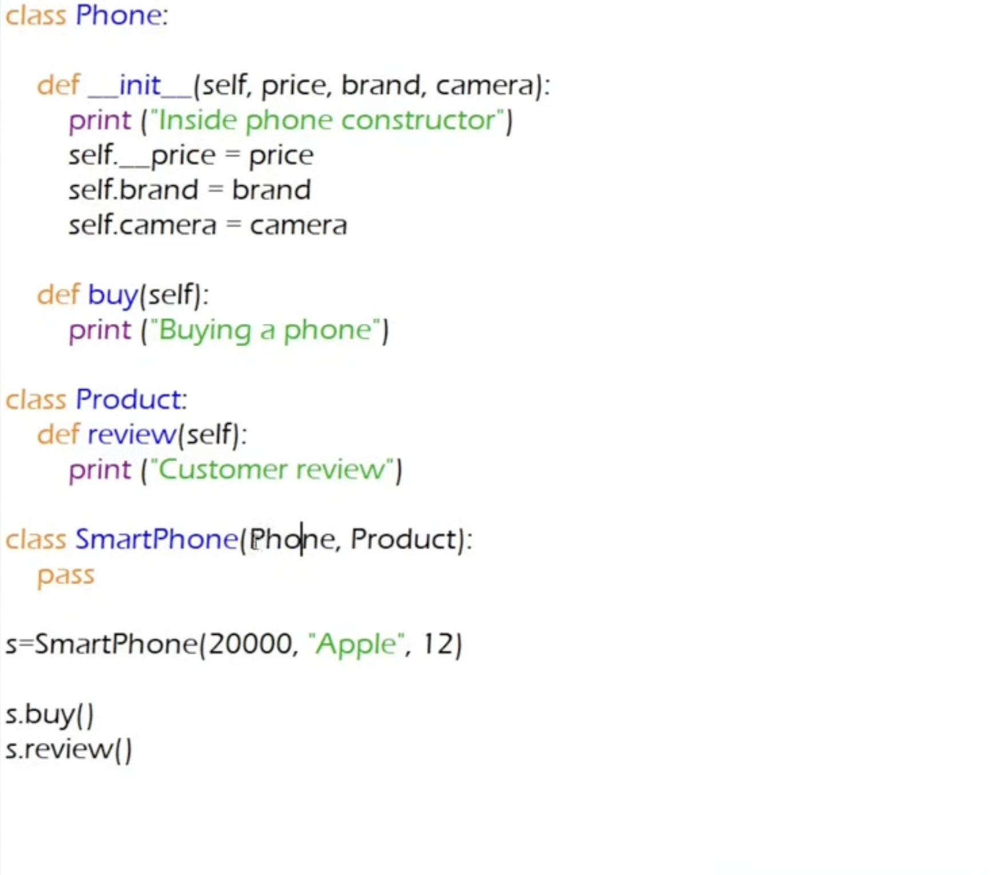 class Phone:
def __init__(self, price, brand, camera):
print ("Inside phone constructor")
self.__price = price
self.brand = brand
self.camera = camera
def buy(self):
print ("Buying a phone")
class Product:
def review(self):
print ("Customer review")
class SmartPhone(Phone, Product):
pass
s=SmartPhone(20000, "Apple", 12)
s.buy()
s.review()